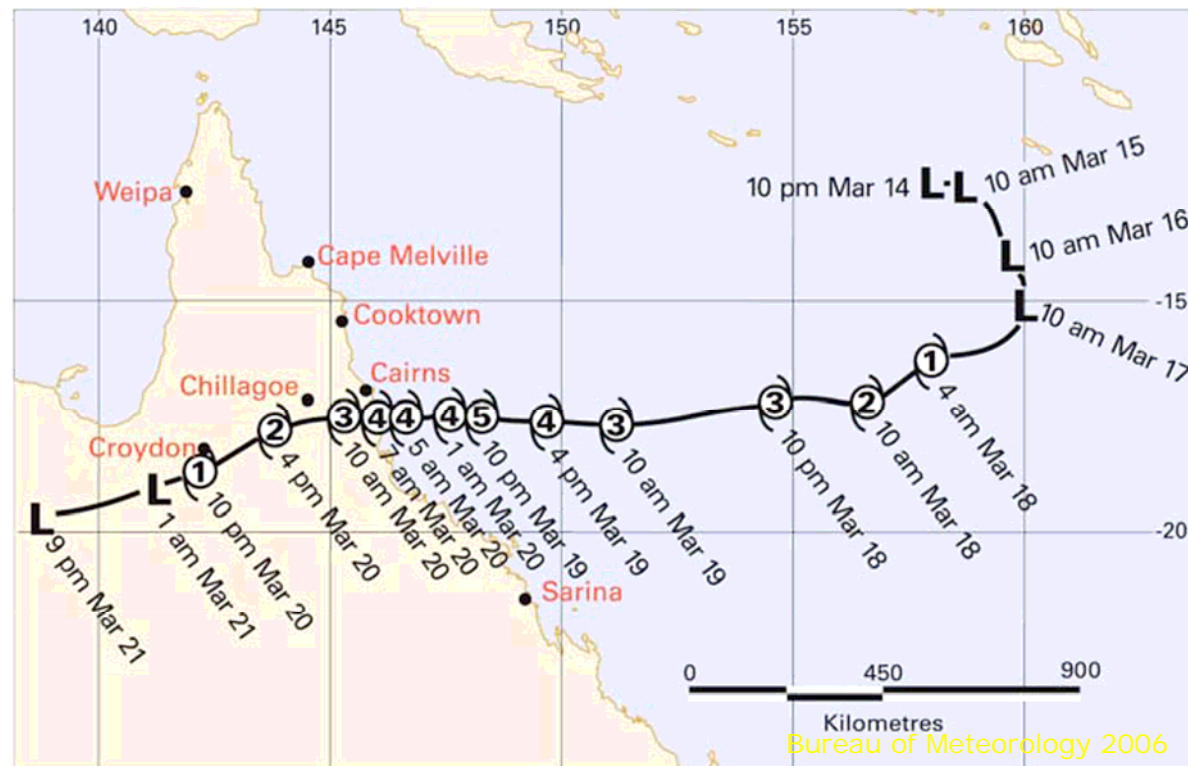 140 145 150 155 160
10 am Mar 15
Weipa
10 pm Mar 14 L L
L 10 am Mar 16
Cape Melville
-15
L 10 am Mar 17
Cooktown
1 4 am Mar 18
Cairns
Chillagoe
2 10 am Mar 18
3 10 pm Mar 18
3 10 am Mar 19
4 4 pm Mar 19
5 10 pm Mar 19
4 1 am Mar 20
4 5 am Mar 20
4 7 am Mar 20
3 10 am Mar 20
2 4 pm Mar 20
Croydon
1 10 pm Mar 20
L 1 am Mar 21
L 9 pm Mar 21
-20
Sarina
0 450 900
Kilometres
Bureau of Meteorology 2006